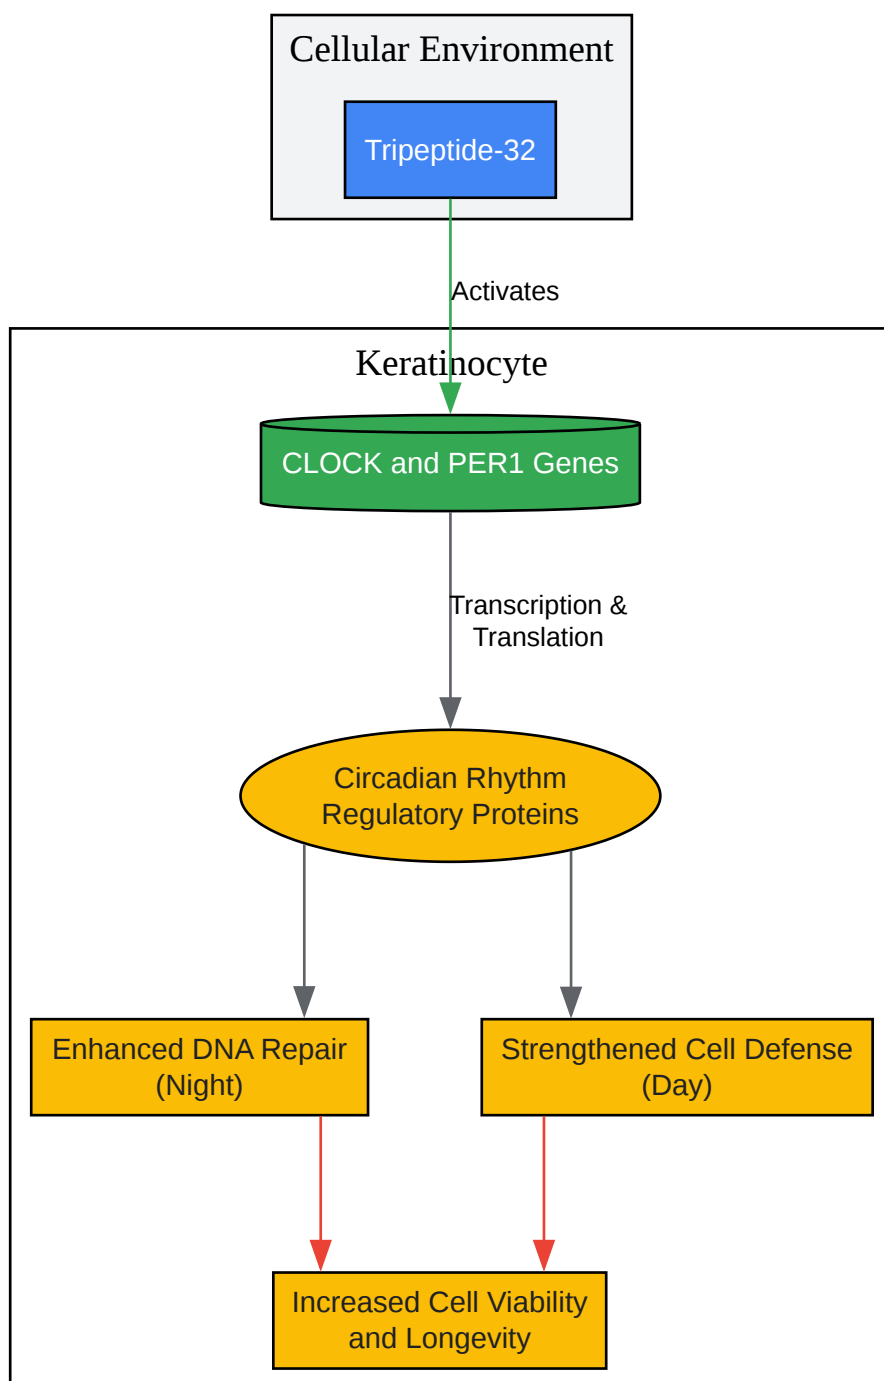 Cellular Environment
Tripeptide-32
Activates
Keratinocyte
CLOCK and PER1 Genes
Transcription &
Translation
Circadian Rhythm
Regulatory Proteins
Enhanced DNA Repair
(Night)
Strengthened Cell Defense
(Day)
Increased Cell Viability
and Longevity